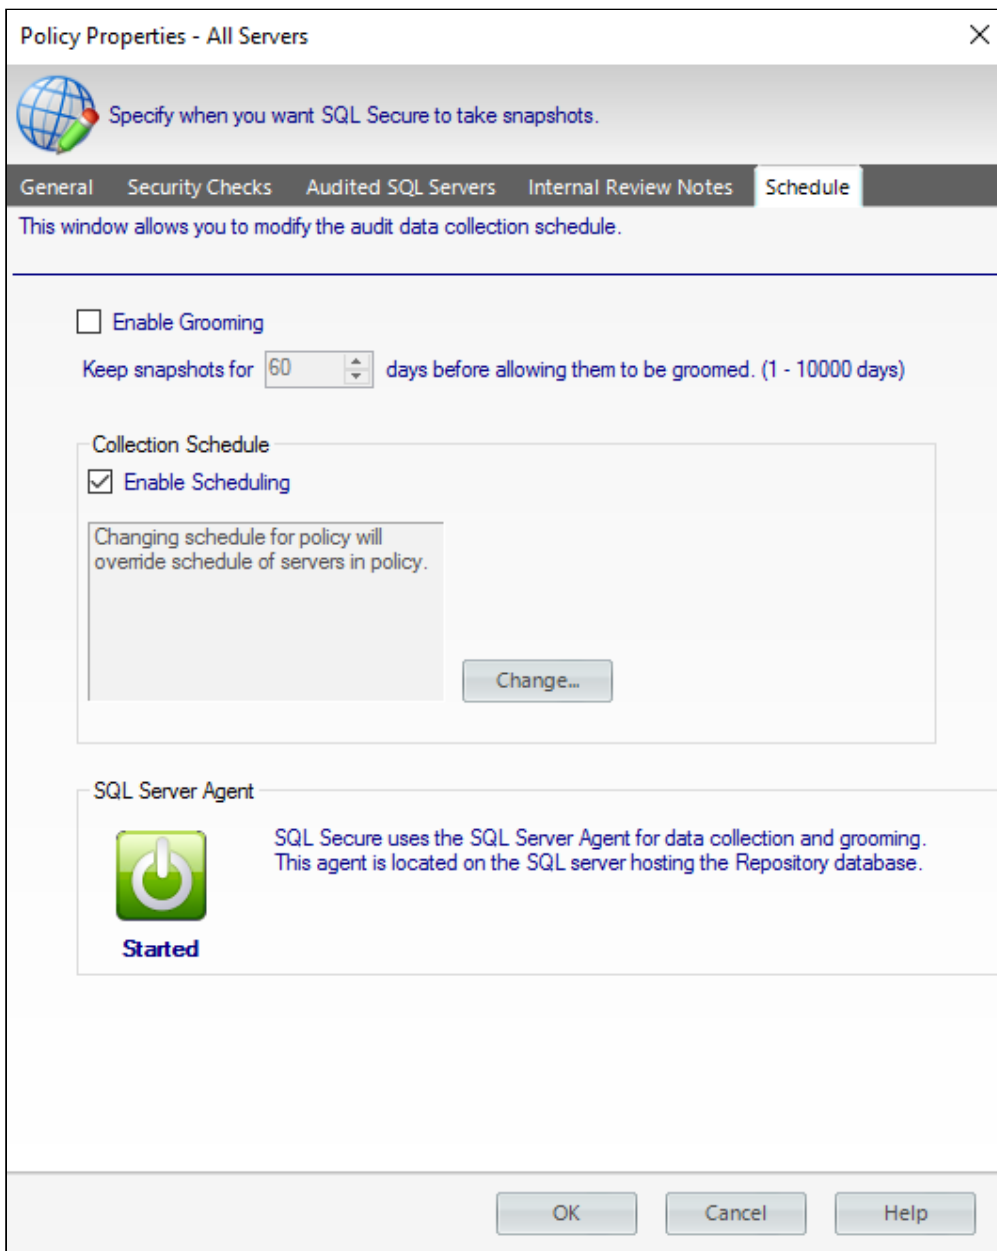 Policy Properties - All Servers
Specify when you want SQL Secure to take snapshots.
General Security Checks Audited SQL Servers Internal Review Notes Schedule
This window allows you to modify the audit data collection schedule.
Enable Grooming
Keep snapshots for 60 days before allowing them to be groomed. (1 - 10000 days)
Collection Schedule
Enable Scheduling
Changing schedule for policy will
override schedule of servers in policy.
Change...
SQL Server Agent
SQL Secure uses the SQL Server Agent for data collection and grooming.
This agent is located on the SQL server hosting the Repository database.
Started
OK Cancel Help